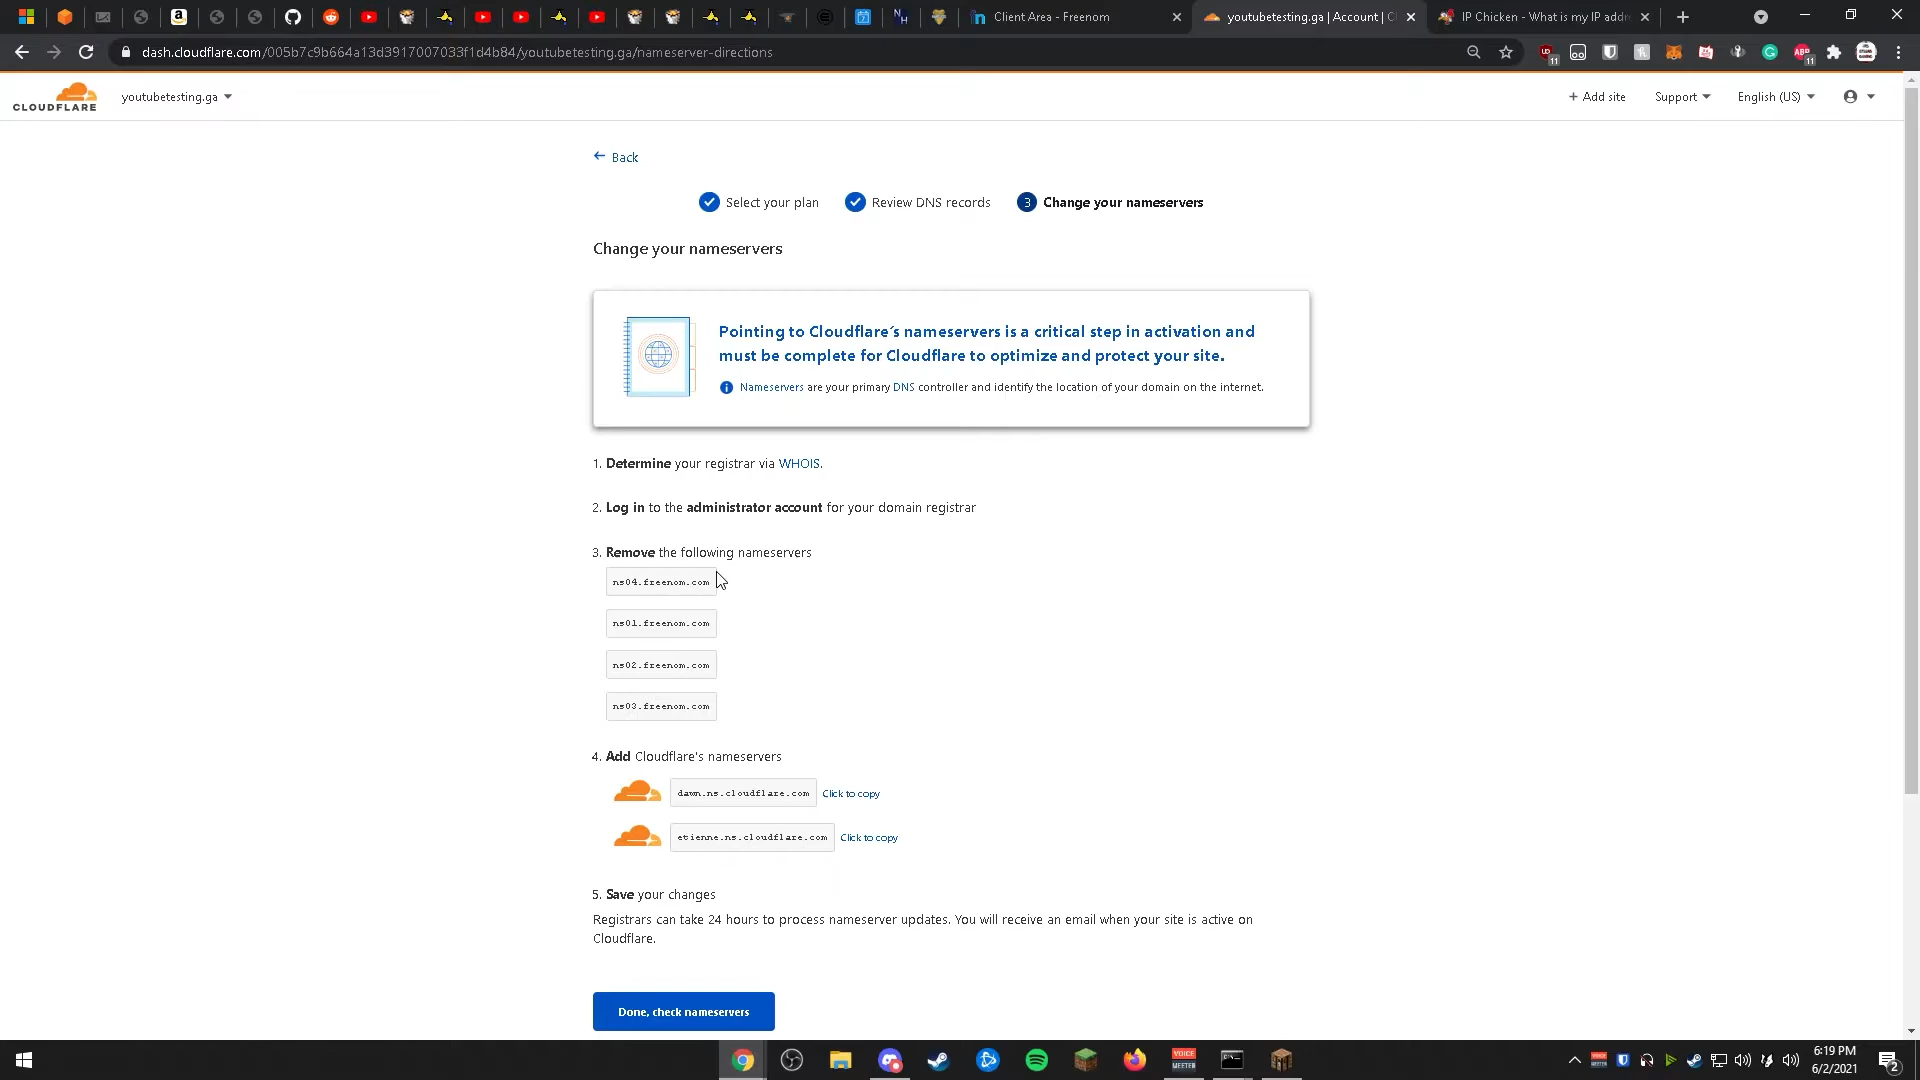 Client Area - Freenom
youtubetesting.ga | Account | C
IP Chicken - What is my IP addr
dash.cloudflare.com/005b7c9b664a13d3917007033f1d4b84/youtubetesting.ga/nameserver-directions
CLOUDFLARE
youtubetesting.ga
+ Add site
Support
English (US)
Back
Select your plan
Review DNS records
3 Change your nameservers
Change your nameservers
Pointing to Cloudflare's nameservers is a critical step in activation and
must be complete for Cloudflare to optimize and protect your site.
Nameservers are your primary DNS controller and identify the location of your domain on the internet.
1. Determine your registrar via WHOIS.
2. Log in to the administrator account for your domain registrar
3. Remove the following nameservers
ns04.freenom.com
ns01.freenom.com
ns02.freenom.com
ns03.freenom.com
4. Add Cloudflare's nameservers
dawn.ns.cloudflare.com Click to copy
etienne.ns.cloudflare.com Click to copy
5. Save your changes
Registrars can take 24 hours to process nameserver updates. You will receive an email when your site is active on
Cloudflare.
Done, check nameservers
VOICE
MEETER
6:19 PM
6/2/2021
2